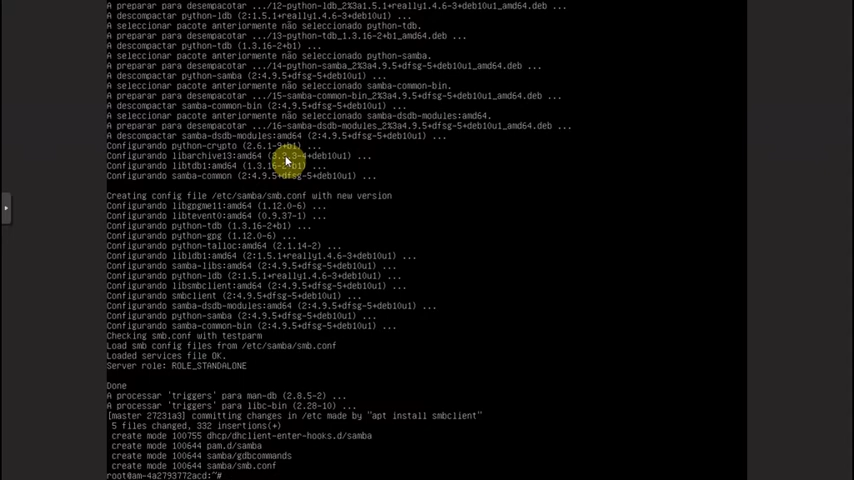 A preparar para desempacotar .../12-python-ldb_2%3a1.5.1+really1.4.6-3+deb10u1_amd64.deb ...
A descompactar python-ldb (2:1.5.1+really1.4.6-3+deb10u1) ...
A seleccionar pacote anteriormente não seleccionado python-tdb.
A preparar para desempacotar .../13-python-tdb_1.3.16-2+b1_amd64.deb ...
A descompactar python-tdb (1.3.16-2+b1) ...
A seleccionar pacote anteriormente não seleccionado python-samba.
A preparar para desempacotar .../14-python-samba_2%3a4.9.5+dfsg-5+deb10u1_amd64.deb ...
A descompactar python-samba (2:4.9.5+dfsg-5+deb10u1) ...
A seleccionar pacote anteriormente não seleccionado samba-common-bin.
A preparar para desempacotar .../15-samba-common-bin_2%3a4.9.5+dfsg-5+deb10u1_amd64.deb ...
A descompactar samba-common-bin (2:4.9.5+dfsg-5+deb10u1) ...
A seleccionar pacote anteriormente não seleccionado samba-dsdb-modules:amd64.
A preparar para desempacotar .../16-samba-dsdb-modules_2%3a4.9.5+dfsg-5+deb10u1_amd64.deb ...
A descompactar samba-dsdb-modules:amd64 (2:4.9.5+dfsg-5+deb10u1) ...
Configurando python-crypto (2.6.1-9+b1) ...
Configurando libarchive13:amd64 (3.3.3-4+deb10u1) ...
Configurando libtdb1:amd64 (1.3.16-2+b1) ...
Configurando samba-common (2:4.9.5+dfsg-5+deb10u1) ...
Creating config file /etc/samba/smb.conf with new version
Configurando libgpgme11:amd64 (1.12.0-6) ...
Configurando libtevent0:amd64 (0.9.37-1) ...
Configurando python-tdb (1.3.16-2+b1) ...
Configurando python-gpg (1.12.0-6) ...
Configurando python-talloc:amd64 (2.1.14-2) ...
Configurando libldb1:amd64 (2:1.5.1+really1.4.6-3+deb10u1) ...
Configurando samba-libs:amd64 (2:4.9.5+dfsg-5+deb10u1) ...
Configurando python-ldb (2:1.5.1+really1.4.6-3+deb10u1) ...
Configurando libsmbclient:amd64 (2:4.9.5+dfsg-5+deb10u1) ...
Configurando smbclient (2:4.9.5+dfsg-5+deb10u1) ...
Configurando samba-dsdb-modules:amd64 (2:4.9.5+dfsg-5+deb10u1) ...
Configurando python-samba (2:4.9.5+dfsg-5+deb10u1) ...
Configurando samba-common-bin (2:4.9.5+dfsg-5+deb10u1) ...
Checking smb.conf with testparm
Load smb config files from /etc/samba/smb.conf
Loaded services file OK.
Server role: ROLE_STANDALONE
Done
A processar 'triggers' para man-db (2.8.5-2) ...
A processar 'triggers' para libc-bin (2.28-10) ...
[master 27231a3] committing changes in /etc made by "apt install smbclient"
5 files changed, 332 insertions(+)
create mode 100755 dhcp/dhclient-enter-hooks.d/samba
create mode 100644 pam.d/samba
create mode 100644 samba/gdbcommands
create mode 100644 samba/smb.conf
root@am-4a2793772acd:~#